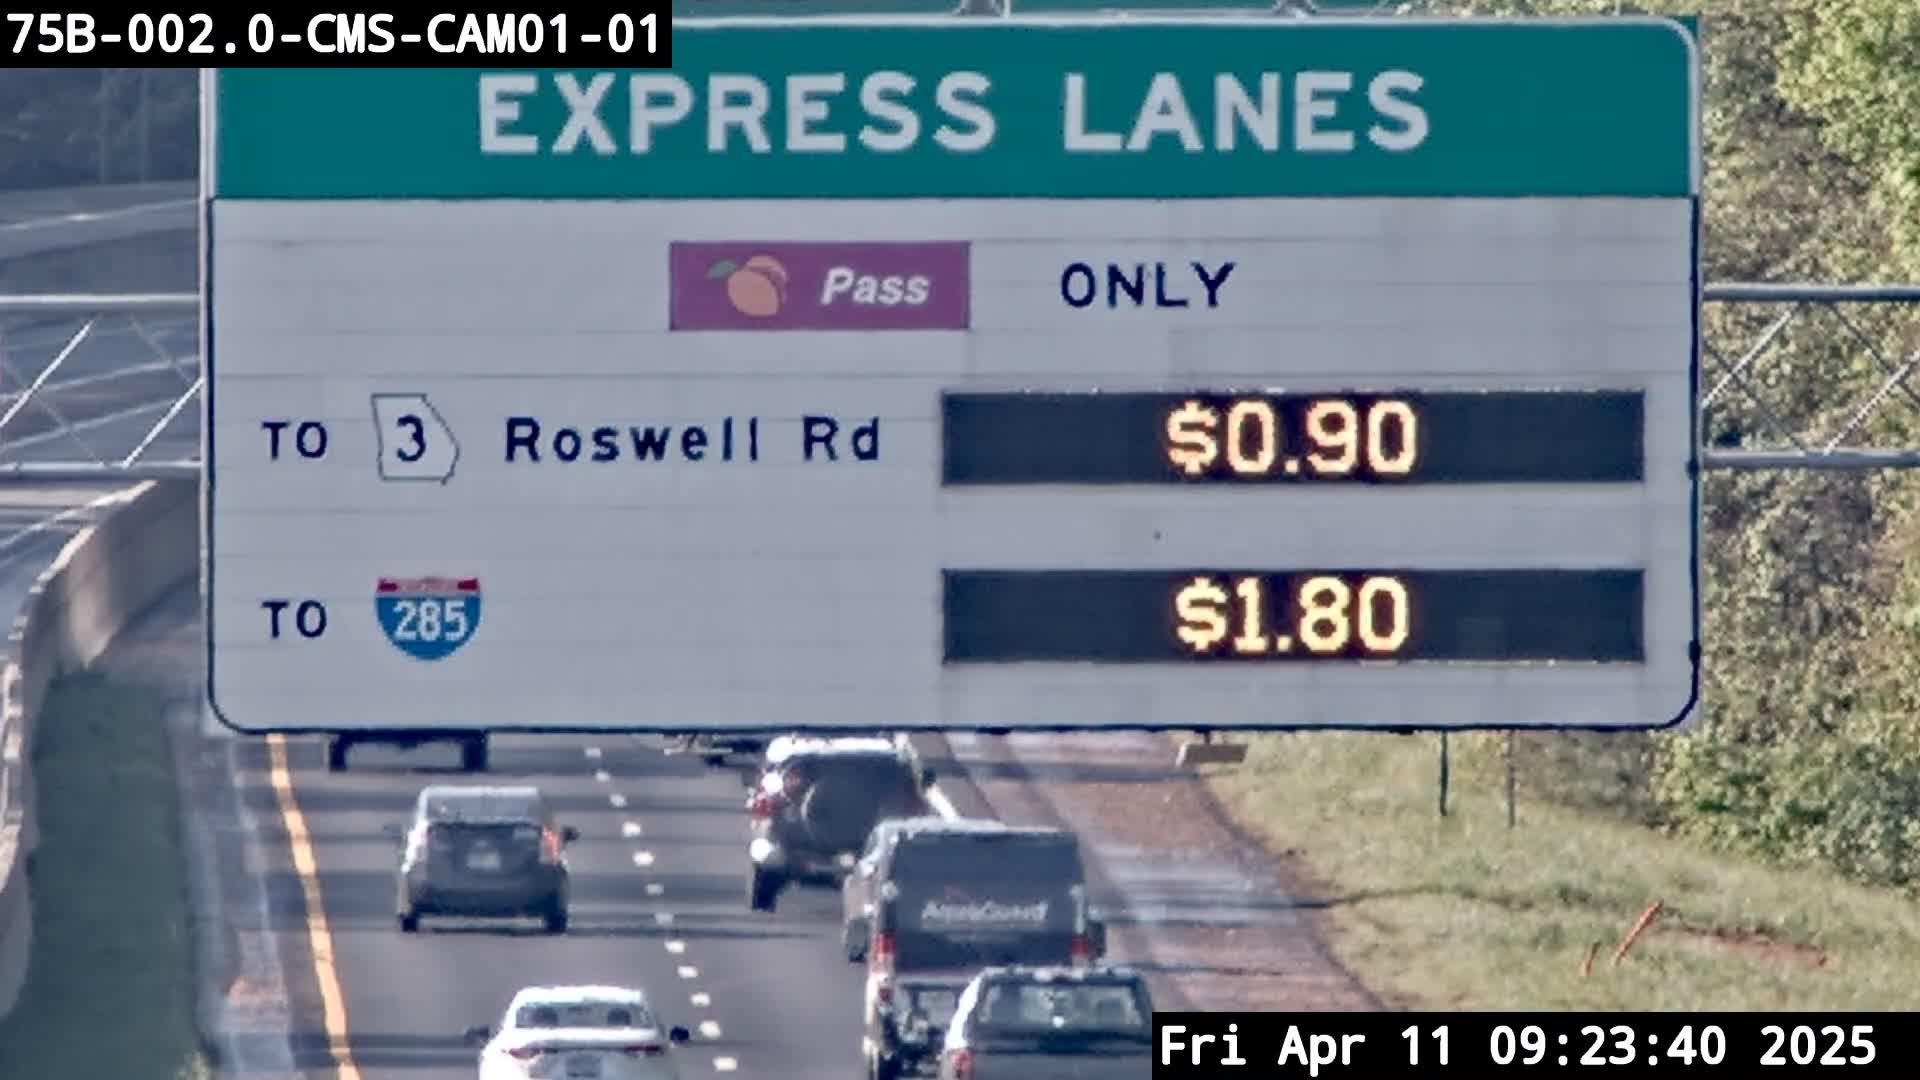 75B-002.0-CMS-CAM01-01
EXPRESS LANES
Pass ONLY
TO 3 Roswell Rd $0.90
TO 285 $1.80
AquaGuard
Fri Apr 11 09:23:40 2025